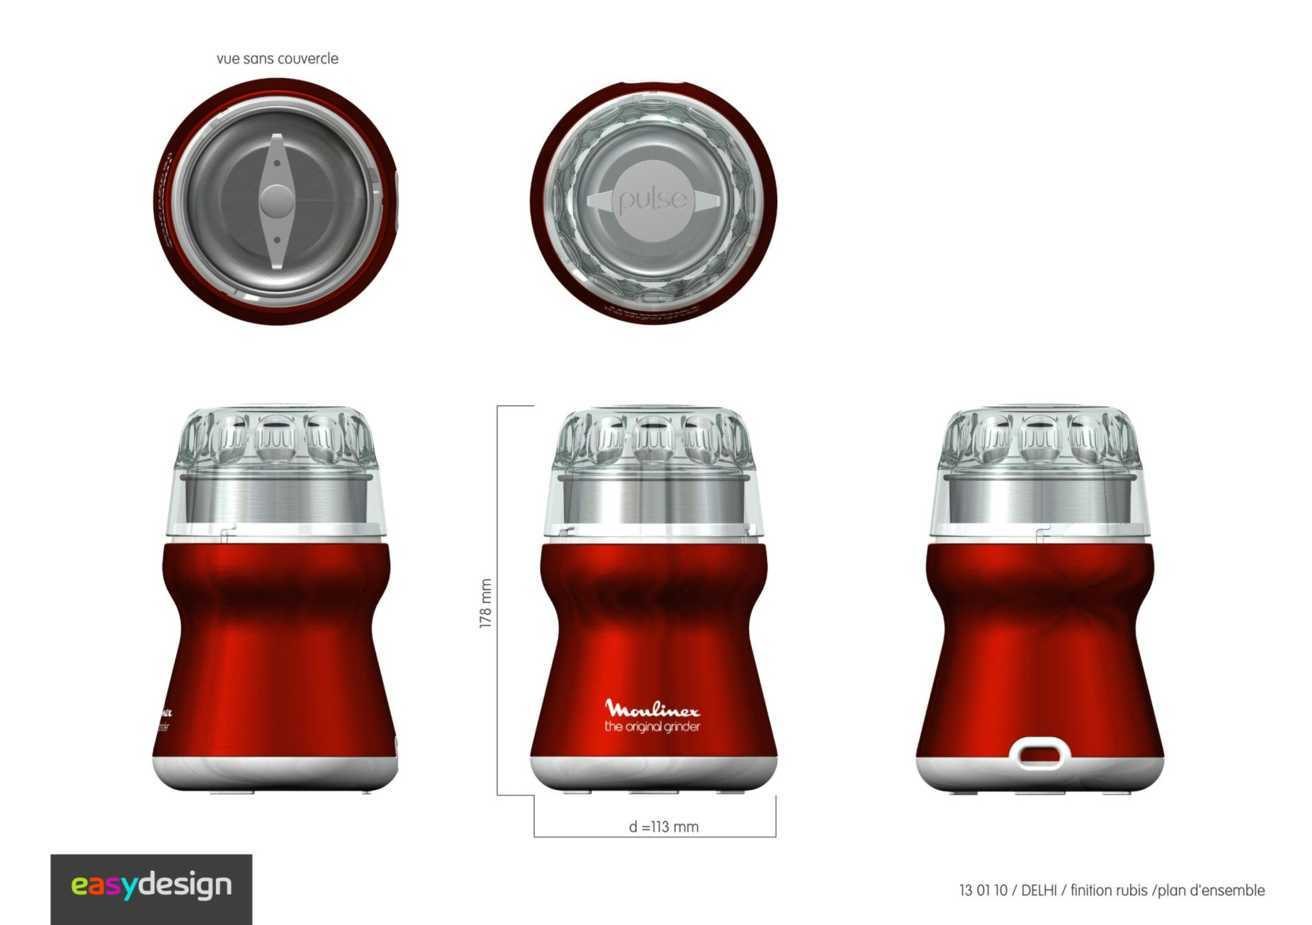 vue sans couvercle
pulse
178 mm
Moulinex
the original grinder
d =113 mm
easydesign
13 01 10 / DELHI / finition rubis /plan d'ensemble